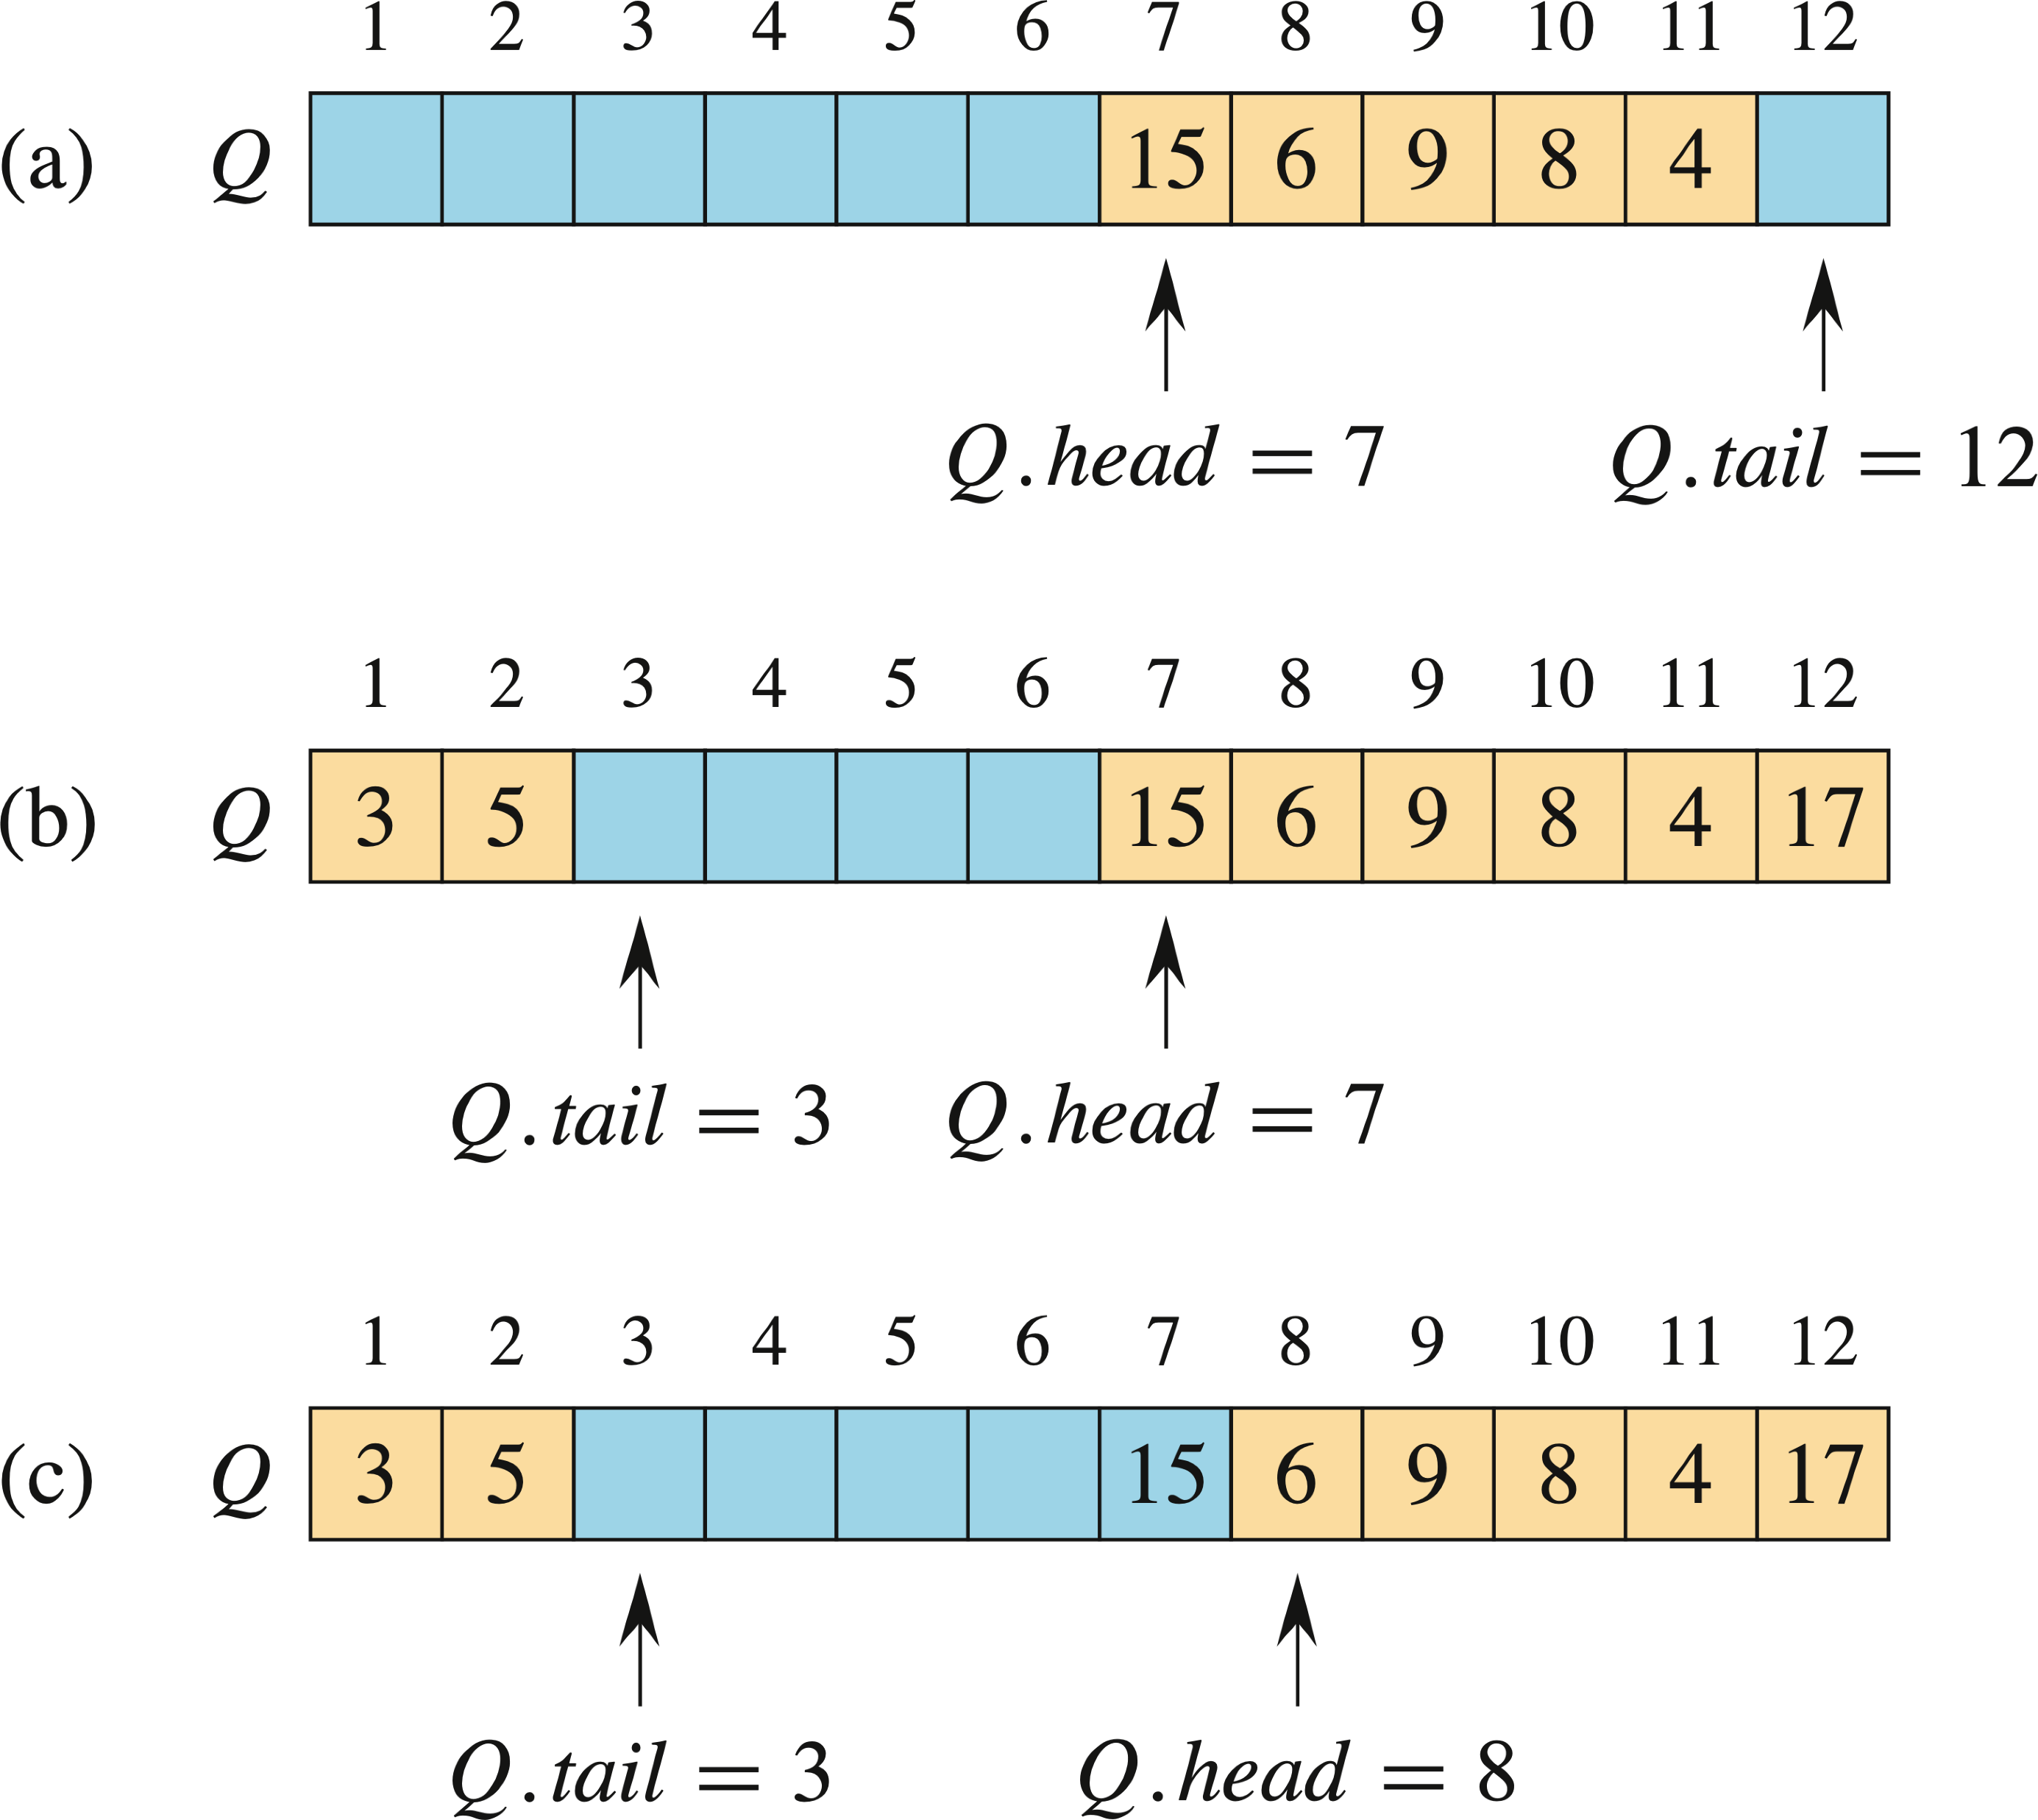 1 2 3 4 5 6 7 8 9 10 11 12
(a) Q 15 6 9 8 4
Q.head = 7 Q.tail = 12
1 2 3 4 5 6 7 8 9 10 11 12
(b) Q 3 5 15 6 9 8 4 17
Q.tail = 3 Q.head = 7
1 2 3 4 5 6 7 8 9 10 11 12
(c) Q 3 5 15 6 9 8 4 17
Q.tail = 3 Q.head = 8